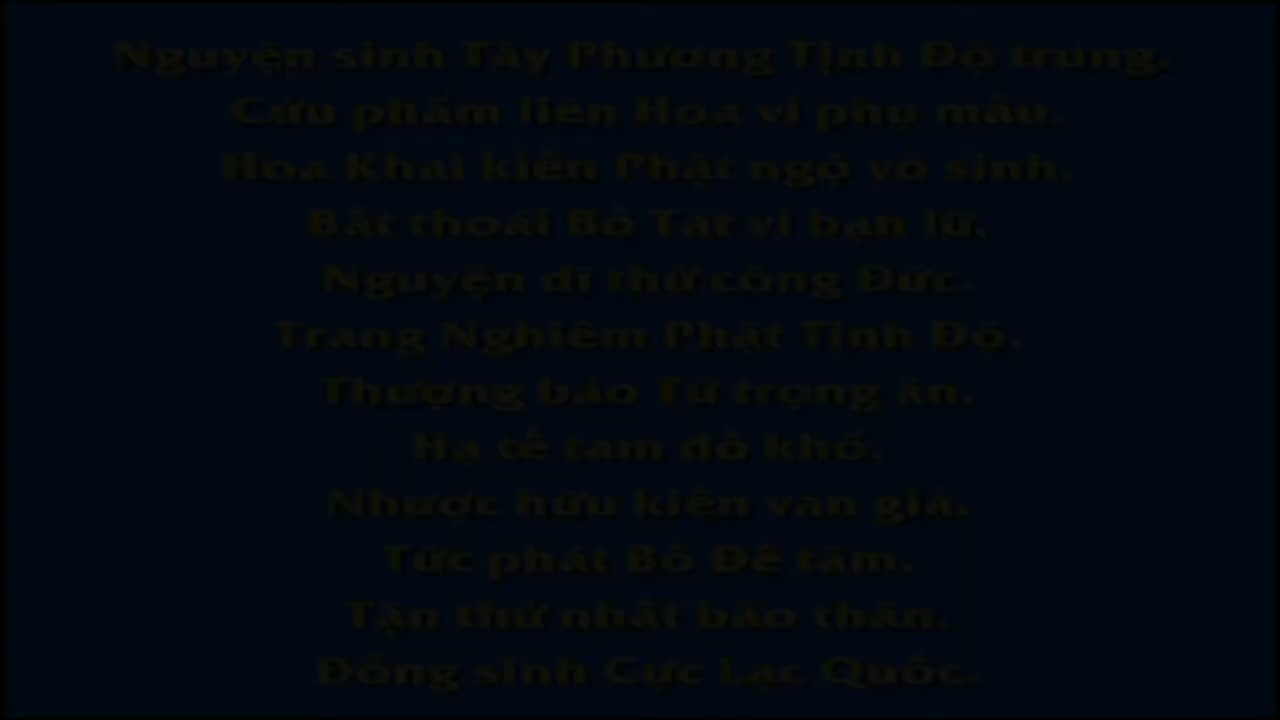 Nguyện sinh Tây Phương Tịnh Độ trung.
Cửu phẩm liên Hoa vi phụ mẫu.
Hoa Khai kiến Phật ngộ vô sinh.
Bất thoái Bồ Tát vi bạn lữ.
Nguyện dĩ thử công Đức.
Trang Nghiêm Phật Tịnh Độ.
Thượng báo Tứ trọng ân.
Hạ tế tam đồ khổ.
Nhược hữu kiến văn giả.
Tức phát Bồ Đề tâm.
Tận thử nhất báo thân.
Đồng sinh Cực Lạc Quốc.